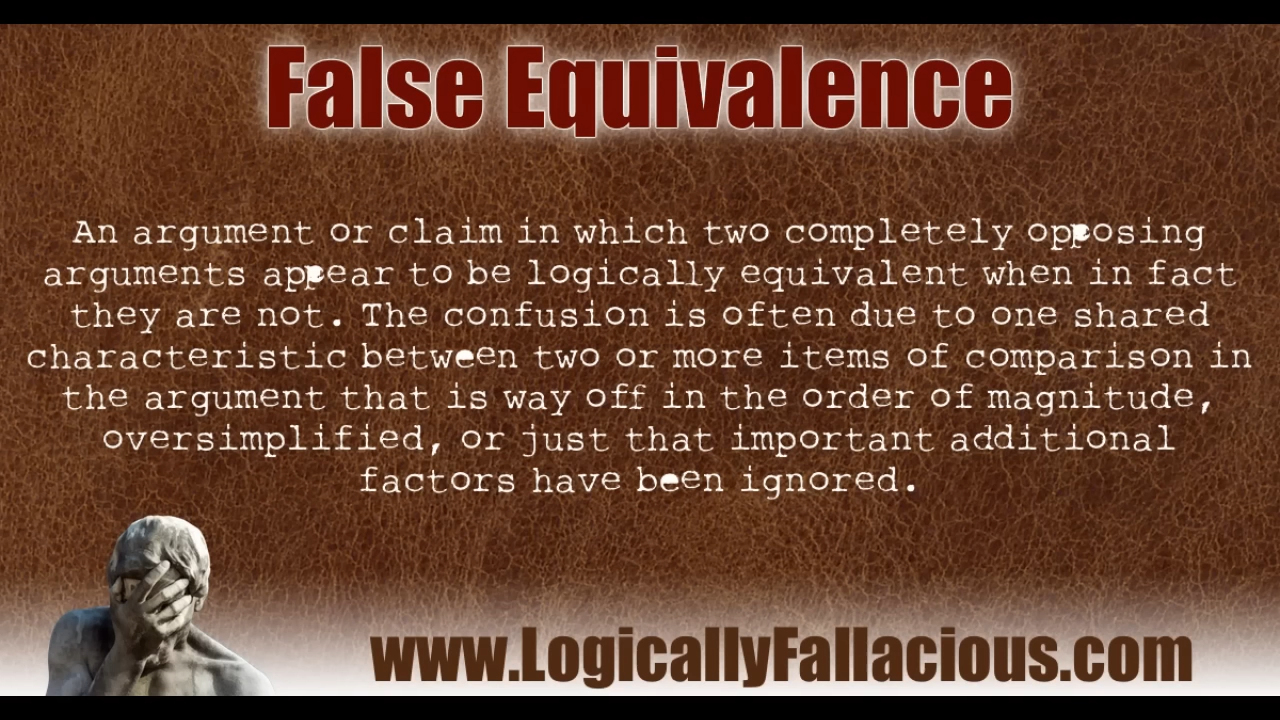 False Equivalence
An argument or claim in which two completely opposing
arguments appear to be logically equivalent when in fact
they are not. The confusion is often due to one shared
characteristic between two or more items of comparison in
the argument that is way off in the order of magnitude,
oversimplified, or just that important additional
factors have been ignored.
www.LogicallyFallacious.com